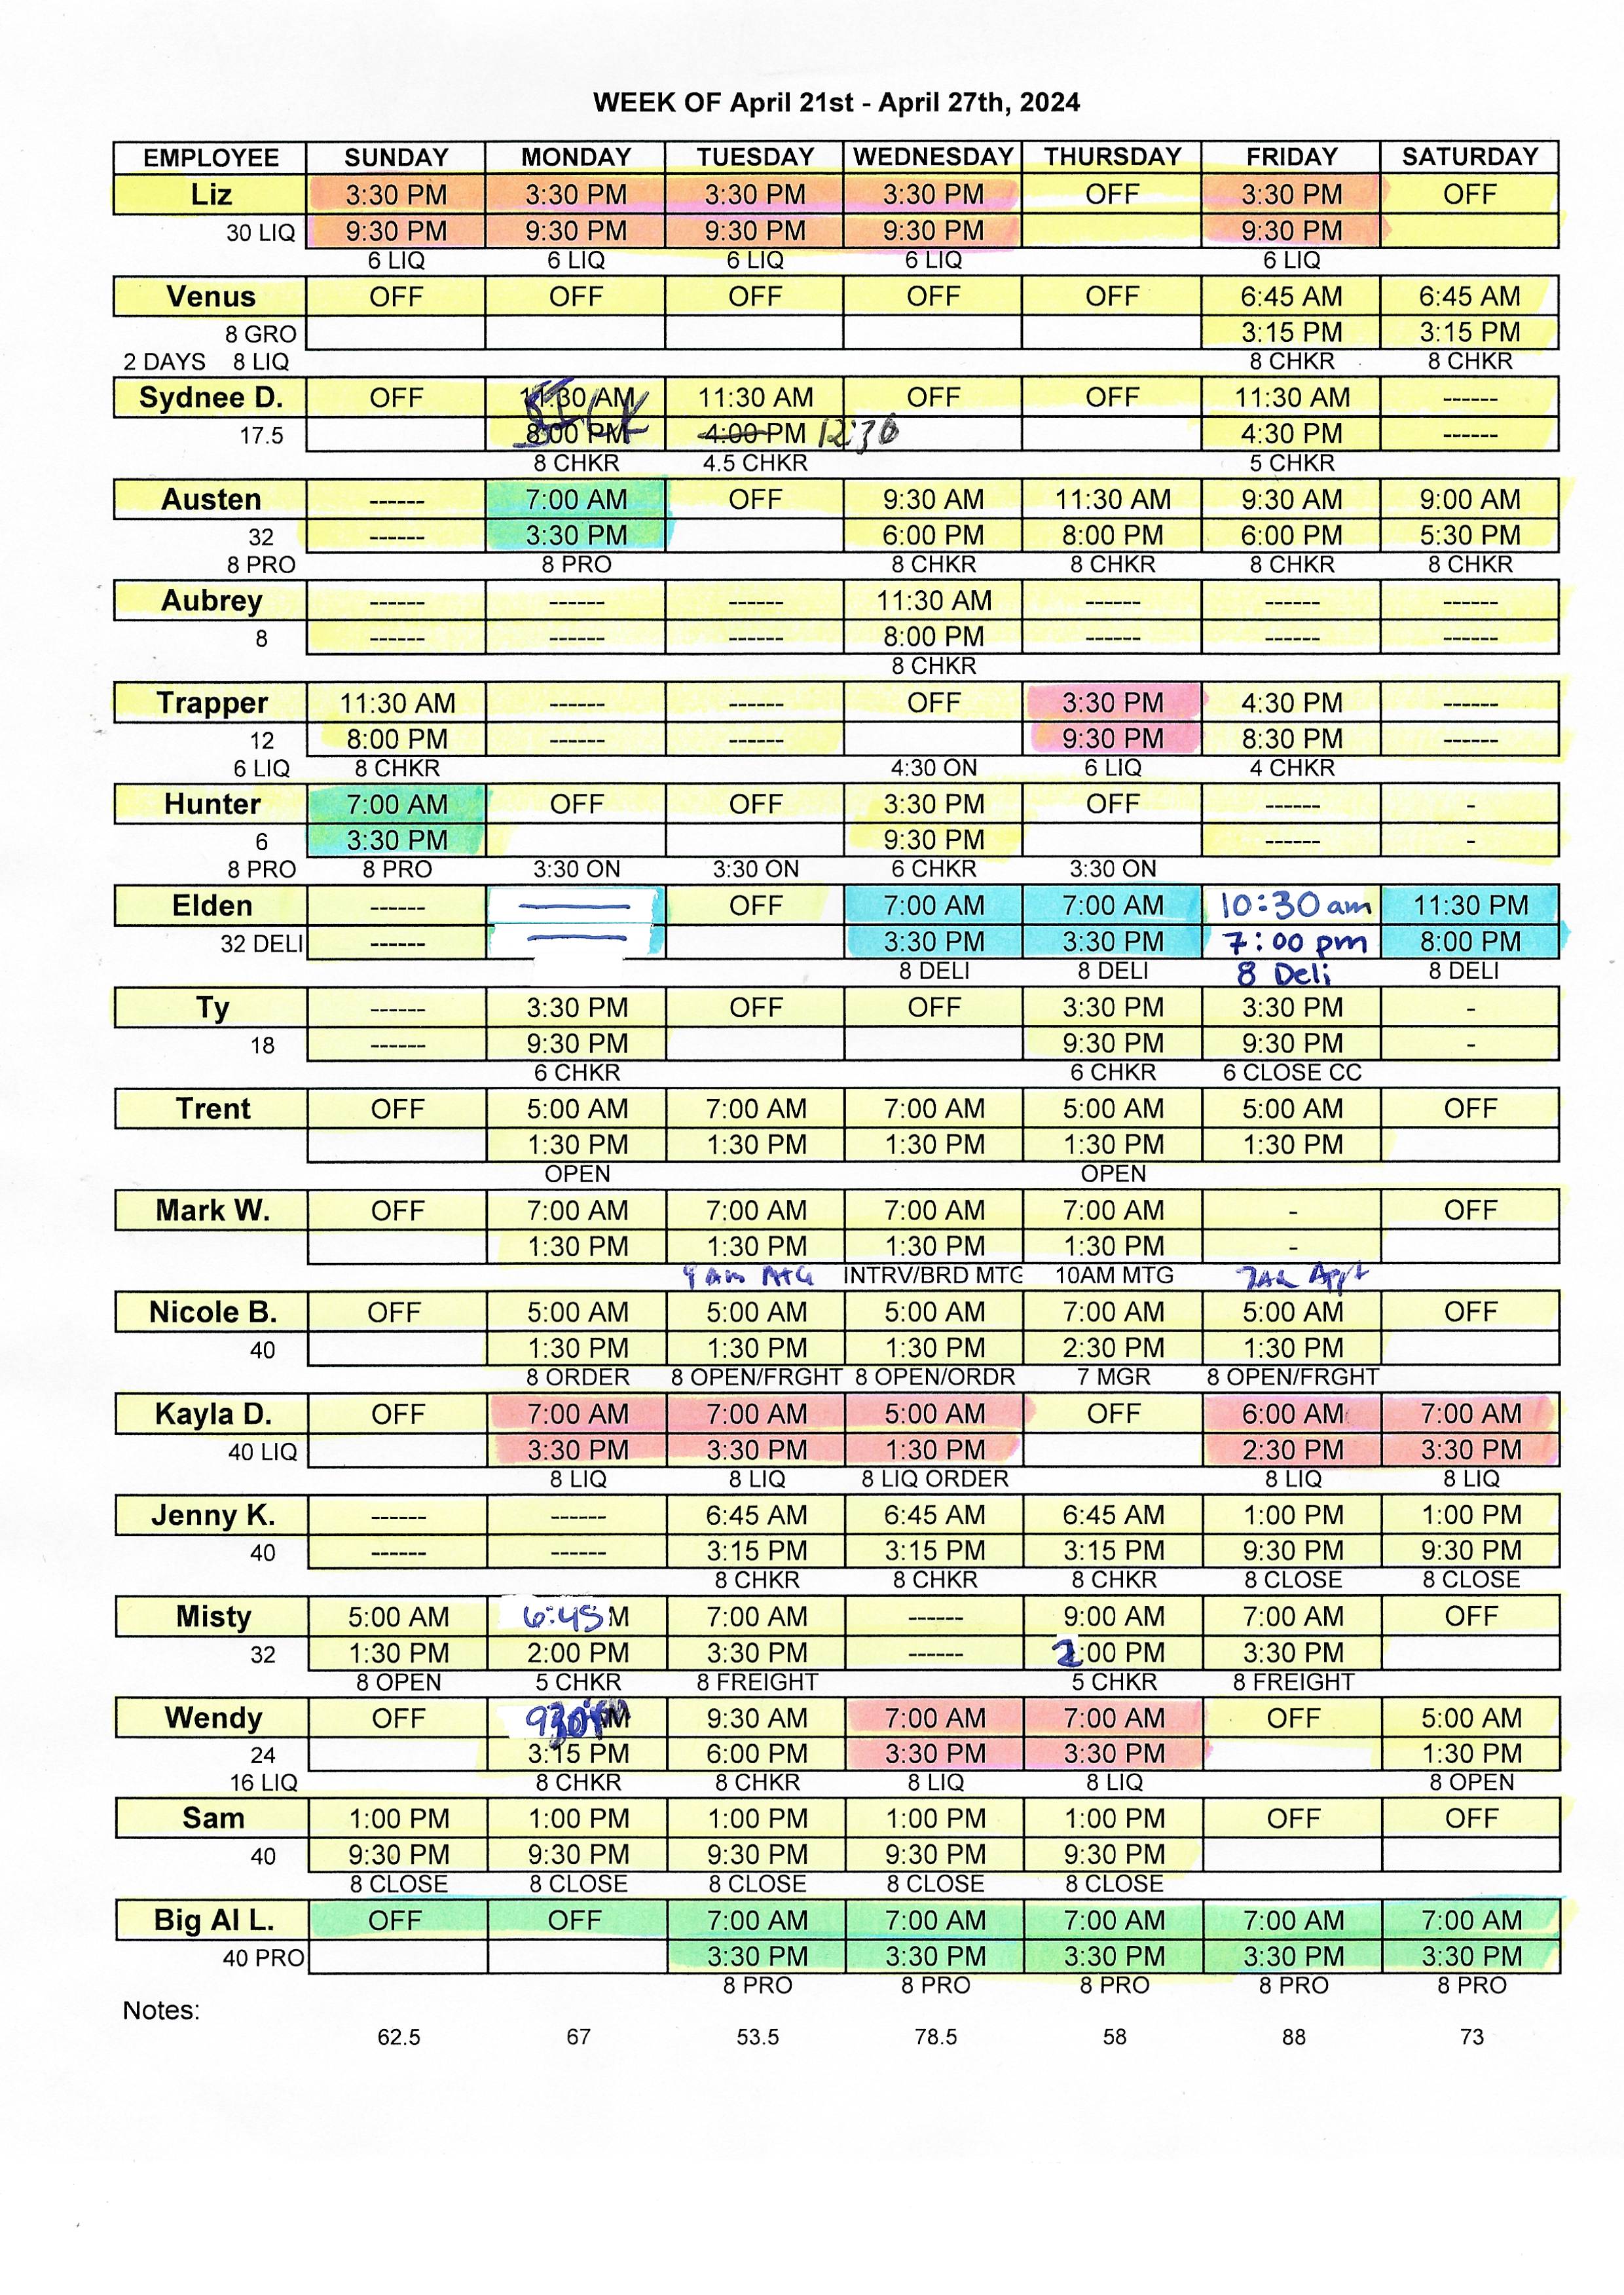 WEEK OF April 21st - April 27th, 2024
EMPLOYEE SUNDAY MONDAY TUESDAY WEDNESDAY THURSDAY FRIDAY SATURDAY
Liz 3:30 PM 3:30 PM 3:30 PM 3:30 PM OFF 3:30 PM OFF
30 LIQ 9:30 PM 9:30 PM 9:30 PM 9:30 PM 9:30 PM
6 LIQ 6 LIQ 6 LIQ 6 LIQ 6 LIQ
Venus OFF OFF OFF OFF OFF 6:45 AM 6:45 AM
8 GRO 3:15 PM 3:15 PM
2 DAYS 8 LIQ 8 CHKR 8 CHKR
Sydnee D. OFF 11:30 AM SICK 11:30 AM OFF OFF 11:30 AM ------
17.5 8:00 PM 4:00 PM 12:30 4:30 PM ------
8 CHKR 4.5 CHKR 5 CHKR
Austen ------ 7:00 AM OFF 9:30 AM 11:30 AM 9:30 AM 9:00 AM
32 ------ 3:30 PM 6:00 PM 8:00 PM 6:00 PM 5:30 PM
8 PRO 8 PRO 8 CHKR 8 CHKR 8 CHKR 8 CHKR
Aubrey ------ ------ ------ 11:30 AM ------ ------ ------
8 ------ ------ ------ 8:00 PM ------ ------ ------
8 CHKR
Trapper 11:30 AM ------ ------ OFF 3:30 PM 4:30 PM ------
12 8:00 PM ------ ------ 9:30 PM 8:30 PM ------
6 LIQ 8 CHKR 4:30 ON 6 LIQ 4 CHKR
Hunter 7:00 AM OFF OFF 3:30 PM OFF ------ -
6 3:30 PM 9:30 PM ------ -
8 PRO 8 PRO 3:30 ON 3:30 ON 6 CHKR 3:30 ON
Elden ------ — OFF 7:00 AM 7:00 AM 10:30 am 11:30 PM
32 DELI ------ — 3:30 PM 3:30 PM 7:00 pm 8:00 PM
8 DELI 8 DELI 8 Deli 8 DELI
Ty ------ 3:30 PM OFF OFF 3:30 PM 3:30 PM -
18 ------ 9:30 PM 9:30 PM 9:30 PM -
6 CHKR 6 CHKR 6 CLOSE CC
Trent OFF 5:00 AM 7:00 AM 7:00 AM 5:00 AM 5:00 AM OFF
1:30 PM 1:30 PM 1:30 PM 1:30 PM 1:30 PM
OPEN OPEN
Mark W. OFF 7:00 AM 7:00 AM 7:00 AM 7:00 AM - OFF
1:30 PM 1:30 PM 1:30 PM 1:30 PM -
9 am MTG INTRV/BRD MTG 10AM MTG 7AM Appt
Nicole B. OFF 5:00 AM 5:00 AM 5:00 AM 7:00 AM 5:00 AM OFF
40 1:30 PM 1:30 PM 1:30 PM 2:30 PM 1:30 PM
8 ORDER 8 OPEN/FRGHT 8 OPEN/ORDR 7 MGR 8 OPEN/FRGHT
Kayla D. OFF 7:00 AM 7:00 AM 5:00 AM OFF 6:00 AM 7:00 AM
40 LIQ 3:30 PM 3:30 PM 1:30 PM 2:30 PM 3:30 PM
8 LIQ 8 LIQ 8 LIQ ORDER 8 LIQ 8 LIQ
Jenny K. ------ ------ 6:45 AM 6:45 AM 6:45 AM 1:00 PM 1:00 PM
40 ------ ------ 3:15 PM 3:15 PM 3:15 PM 9:30 PM 9:30 PM
8 CHKR 8 CHKR 8 CHKR 8 CLOSE 8 CLOSE
Misty 5:00 AM 6:45 M 7:00 AM ------ 9:00 AM 7:00 AM OFF
32 1:30 PM 2:00 PM 3:30 PM ------ 2:00 PM 3:30 PM
8 OPEN 5 CHKR 8 FREIGHT 5 CHKR 8 FREIGHT
Wendy OFF 930 9:30 AM 7:00 AM 7:00 AM OFF 5:00 AM
24 3:15 PM 6:00 PM 3:30 PM 3:30 PM 1:30 PM
16 LIQ 8 CHKR 8 CHKR 8 LIQ 8 LIQ 8 OPEN
Sam 1:00 PM 1:00 PM 1:00 PM 1:00 PM 1:00 PM OFF OFF
40 9:30 PM 9:30 PM 9:30 PM 9:30 PM 9:30 PM
8 CLOSE 8 CLOSE 8 CLOSE 8 CLOSE 8 CLOSE
Big Al L. OFF OFF 7:00 AM 7:00 AM 7:00 AM 7:00 AM 7:00 AM
40 PRO 3:30 PM 3:30 PM 3:30 PM 3:30 PM 3:30 PM
8 PRO 8 PRO 8 PRO 8 PRO 8 PRO
Notes:
62.5 67 53.5 78.5 58 88 73